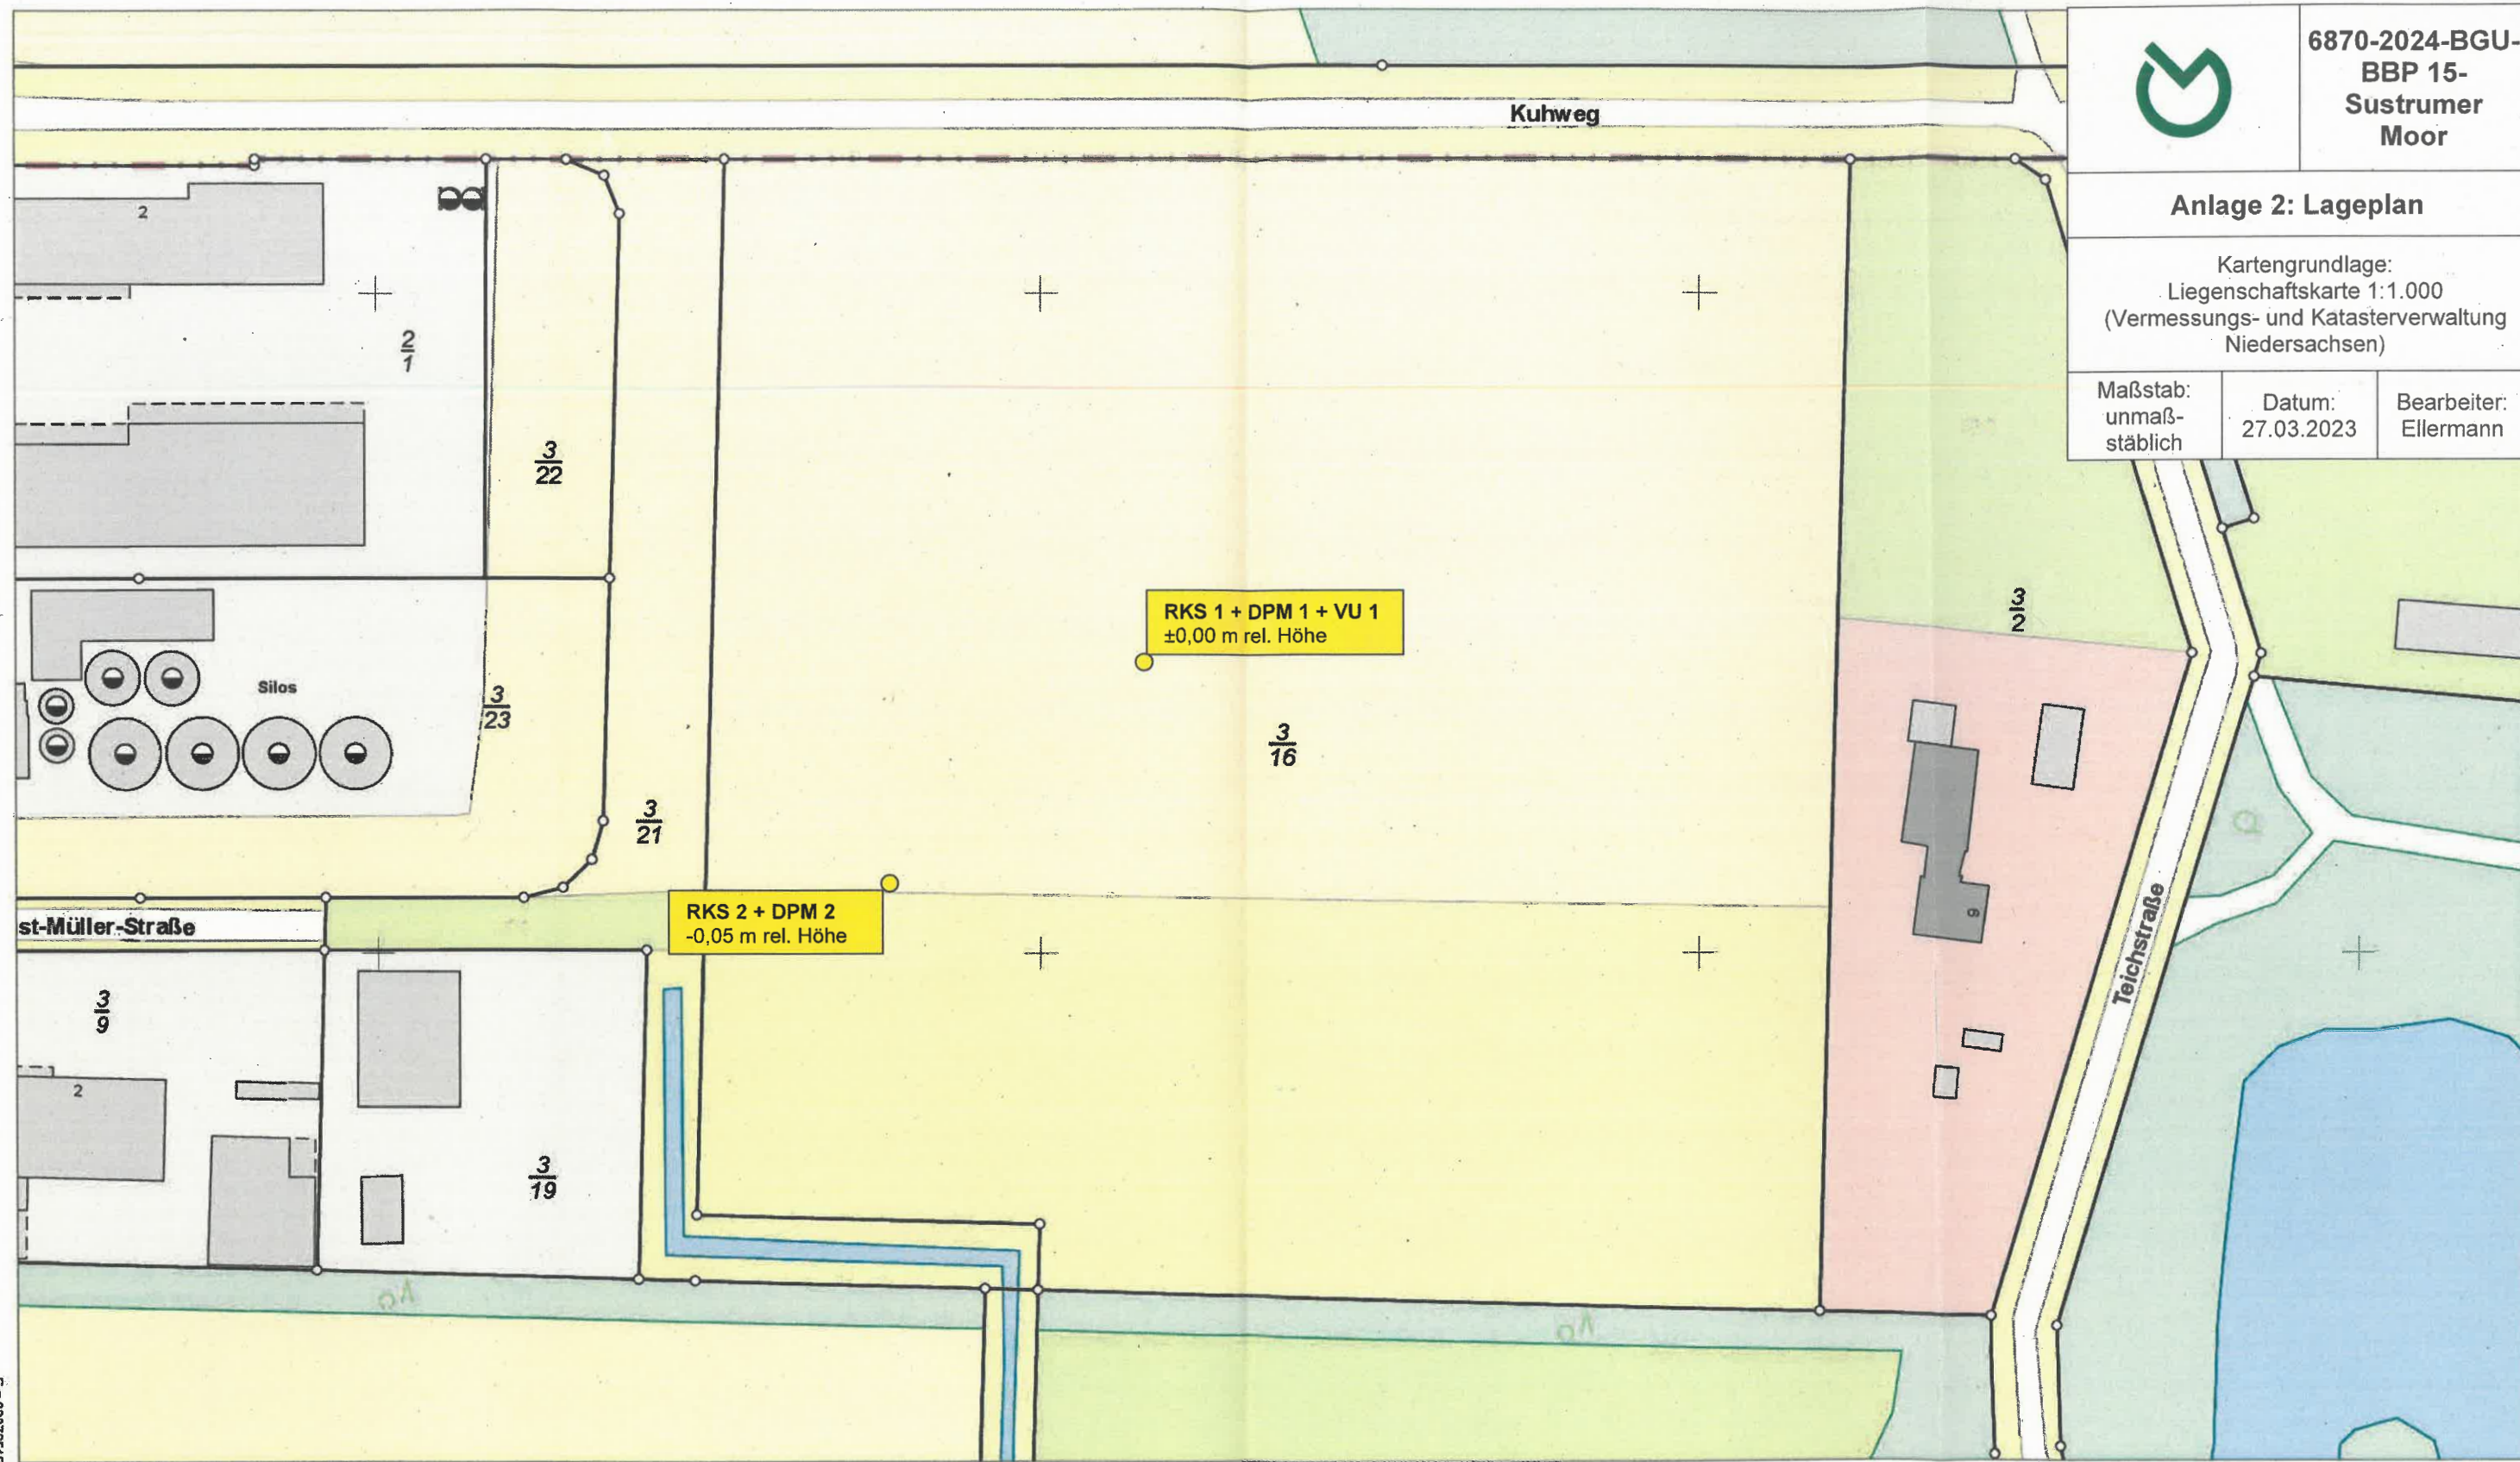 6870-2024-BGU-
BBP 15-
Sustrumer
Moor
Anlage 2: Lageplan
Kartengrundlage:
Liegenschaftskarte 1:1.000
(Vermessungs- und Katasterverwaltung
Niedersachsen)
Maßstab:
unmaß-
stäblich
Datum:
27.03.2023
Bearbeiter:
Ellermann
Kuhweg
2
2
1
3
22
RKS 1 + DPM 1 + VU 1
±0,00 m rel. Höhe
3
2
Silos
3
23
3
16
3
21
RKS 2 + DPM 2
-0,05 m rel. Höhe
9
st-Müller-Straße
Teichstraße
3
9
2
3
19